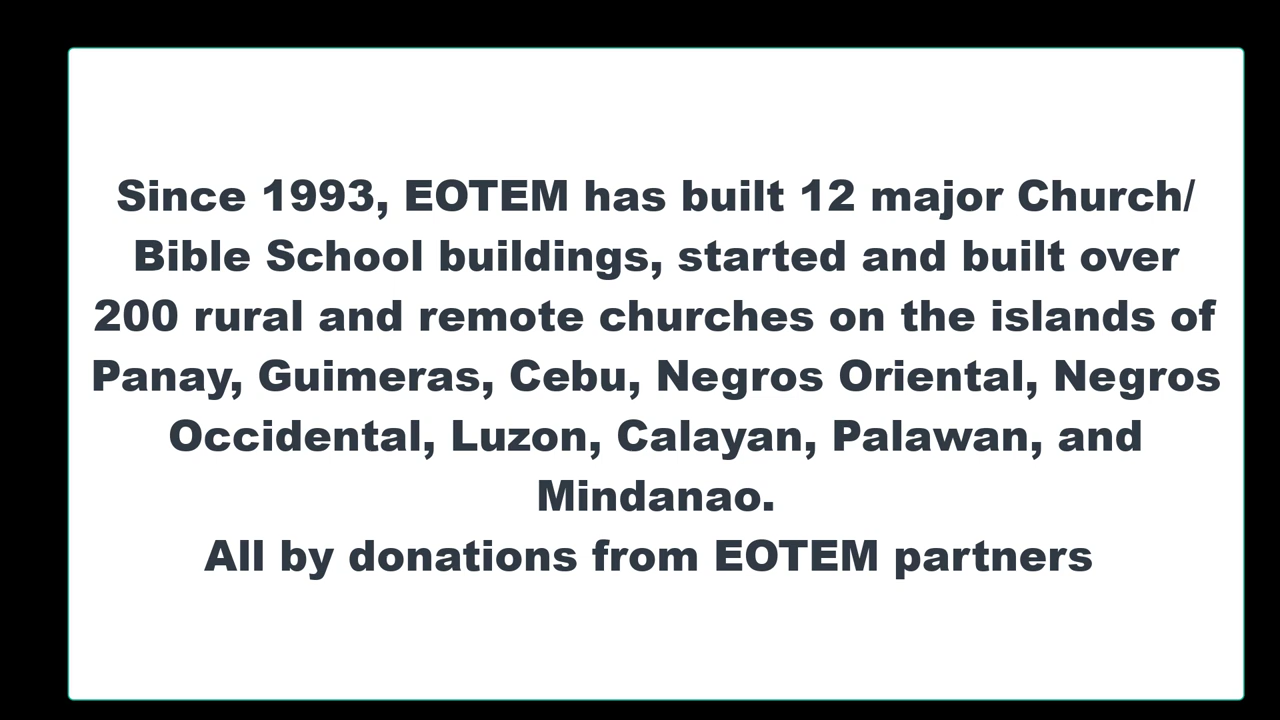 Since 1993, EOTEM has built 12 major Church/
Bible School buildings, started and built over
200 rural and remote churches on the islands of
Panay, Guimeras, Cebu, Negros Oriental, Negros
Occidental, Luzon, Calayan, Palawan, and
Mindanao.
All by donations from EOTEM partners